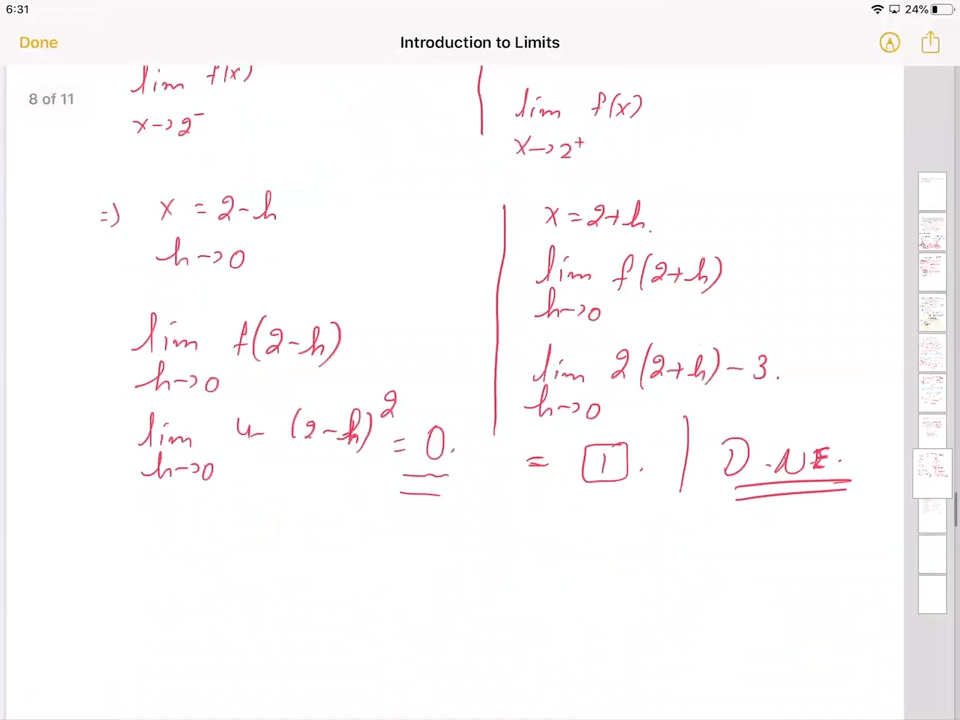 6:31
24%
Done
Introduction to Limits
8 of 11
lim f(x)
x→2⁻
⇒) x = 2-h
h→0
lim f(2-h)
h→0
lim 4- (2-h)² = 0.
h→0
lim f(x)
x→2⁺
x = 2+h.
lim f(2+h)
h→0
lim 2(2+h)-3.
h→0
= 1. | D.N.E.